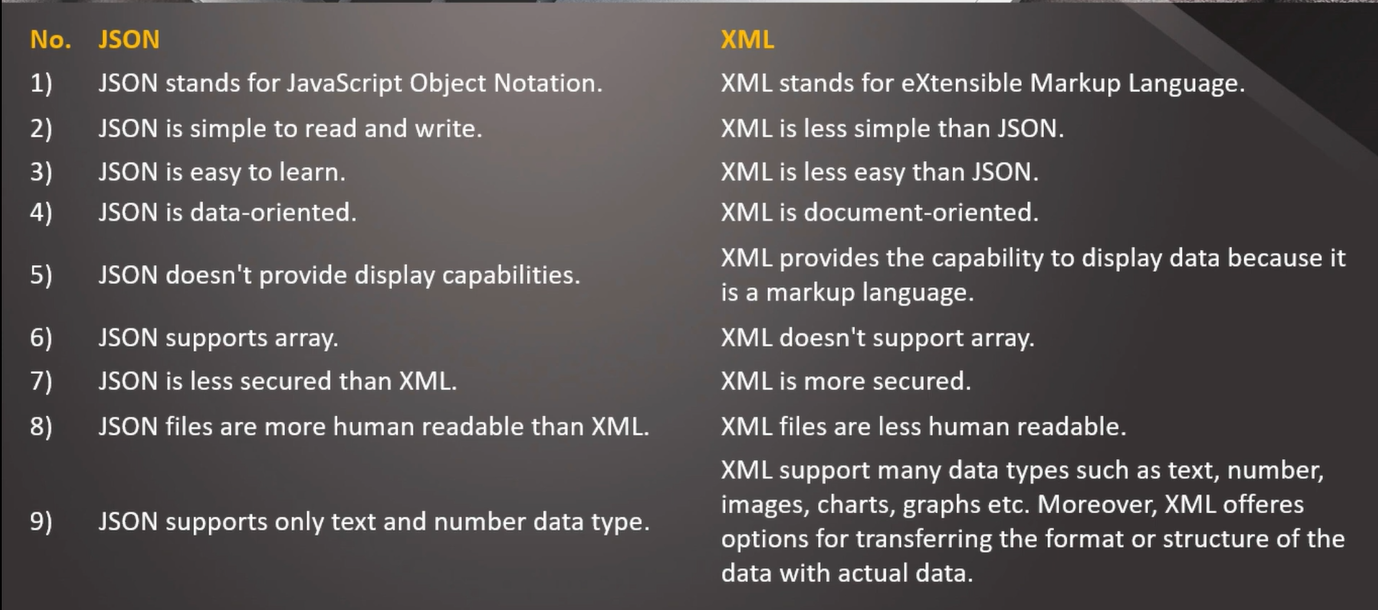 No. JSON XML
1) JSON stands for JavaScript Object Notation. XML stands for eXtensible Markup Language.
2) JSON is simple to read and write. XML is less simple than JSON.
3) JSON is easy to learn. XML is less easy than JSON.
4) JSON is data-oriented. XML is document-oriented.
5) JSON doesn't provide display capabilities. XML provides the capability to display data because it
is a markup language.
6) JSON supports array. XML doesn't support array.
7) JSON is less secured than XML. XML is more secured.
8) JSON files are more human readable than XML. XML files are less human readable.
9) JSON supports only text and number data type. XML support many data types such as text, number,
images, charts, graphs etc. Moreover, XML offeres
options for transferring the format or structure of the
data with actual data.